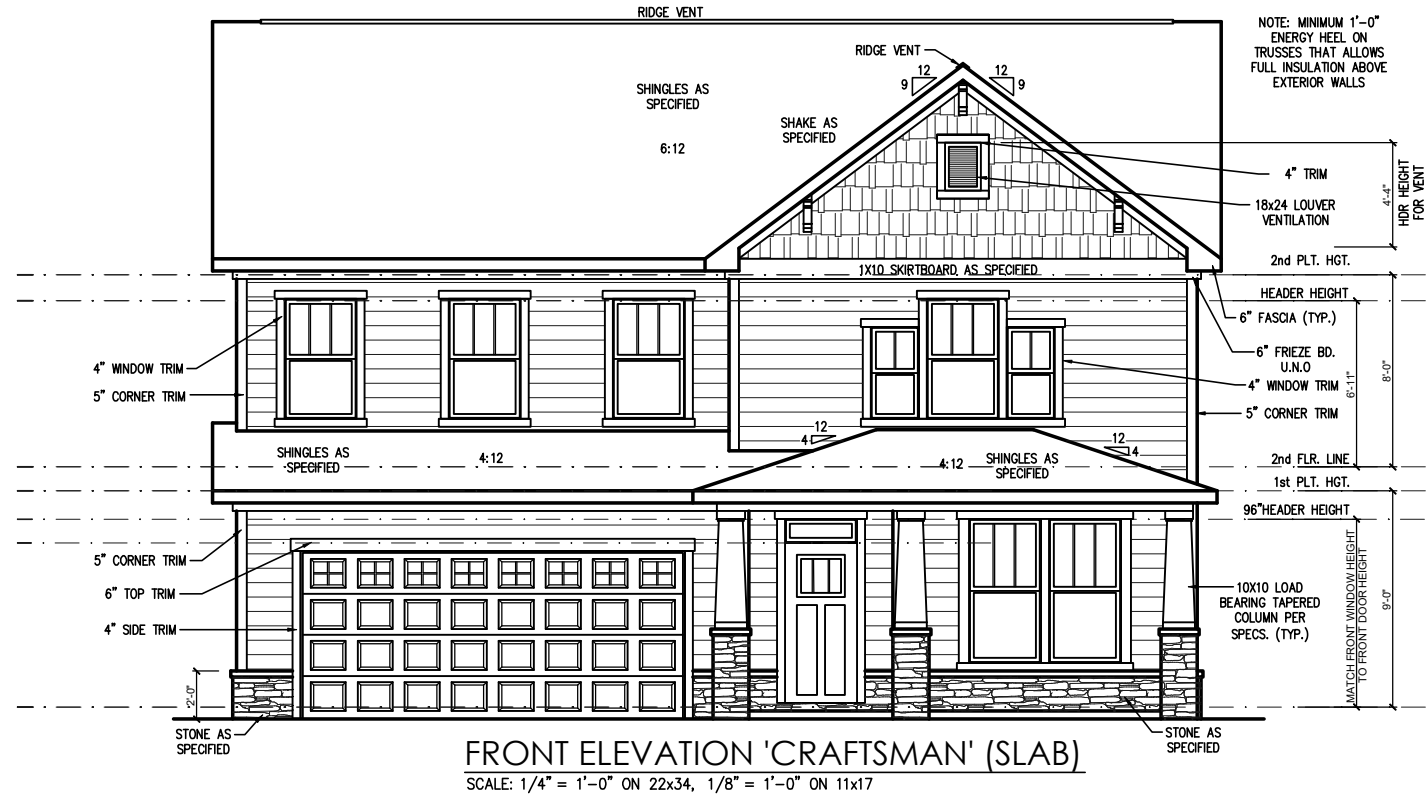 RIDGE VENT
NOTE: MINIMUM 1'-0"
ENERGY HEEL ON
TRUSSES THAT ALLOWS
FULL INSULATION ABOVE
EXTERIOR WALLS
RIDGE VENT
12
9
12
9
SHINGLES AS
SPECIFIED
6:12
SHAKE AS
SPECIFIED
4" TRIM
18x24 LOUVER
VENTILATION
4'-4"
HDR HEIGHT
FOR VENT
2nd PLT. HGT.
1X10 SKIRTBOARD AS SPECIFIED
HEADER HEIGHT
6" FASCIA (TYP.)
6" FRIEZE BD.
U.N.O
4" WINDOW TRIM
5" CORNER TRIM
6'-11"
8'-0"
4" WINDOW TRIM
5" CORNER TRIM
12
4
12
4
SHINGLES AS
SPECIFIED
4:12
4:12
SHINGLES AS
SPECIFIED
2nd FLR. LINE
1st PLT. HGT.
96"HEADER HEIGHT
5" CORNER TRIM
6" TOP TRIM
4" SIDE TRIM
10X10 LOAD
BEARING TAPERED
COLUMN PER
SPECS. (TYP.)
MATCH FRONT WINDOW HEIGHT
TO FRONT DOOR HEIGHT
9'-0"
2'-0"
STONE AS
SPECIFIED
STONE AS
SPECIFIED
FRONT ELEVATION 'CRAFTSMAN' (SLAB)
SCALE: 1/4" = 1'-0" ON 22x34, 1/8" = 1'-0" ON 11x17